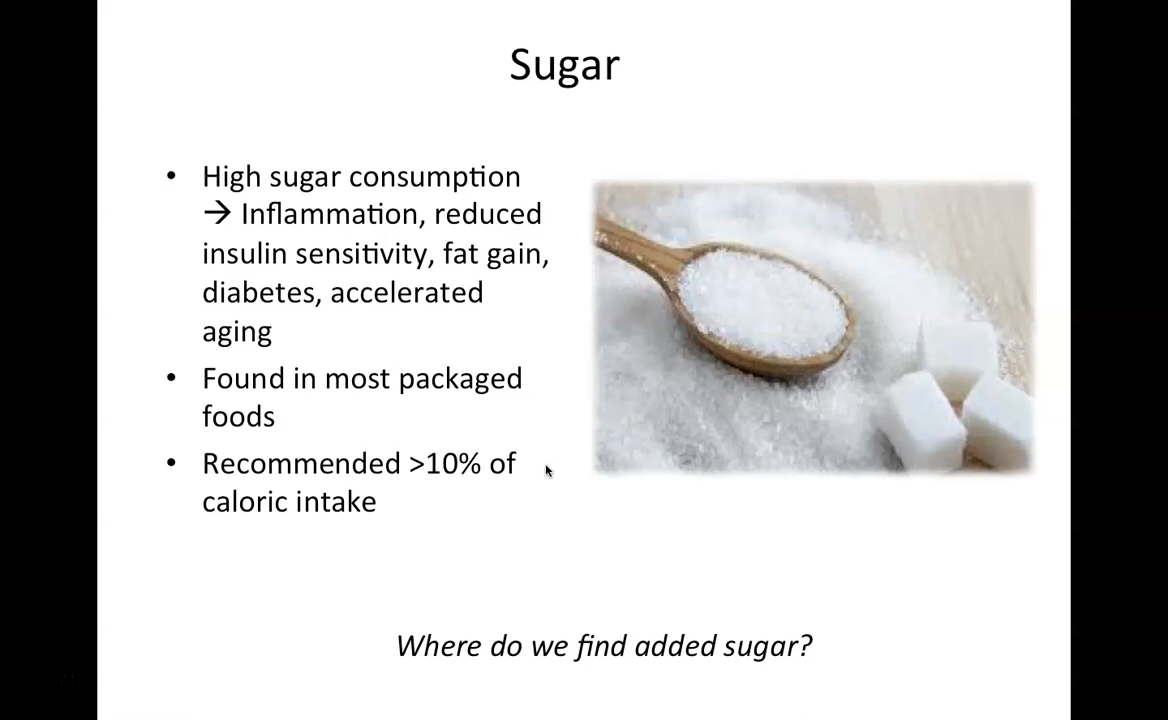 Sugar
• High sugar consumption
→ Inflammation, reduced
insulin sensitivity, fat gain,
diabetes, accelerated
aging
• Found in most packaged
foods
• Recommended >10% of
caloric intake
Where do we find added sugar?